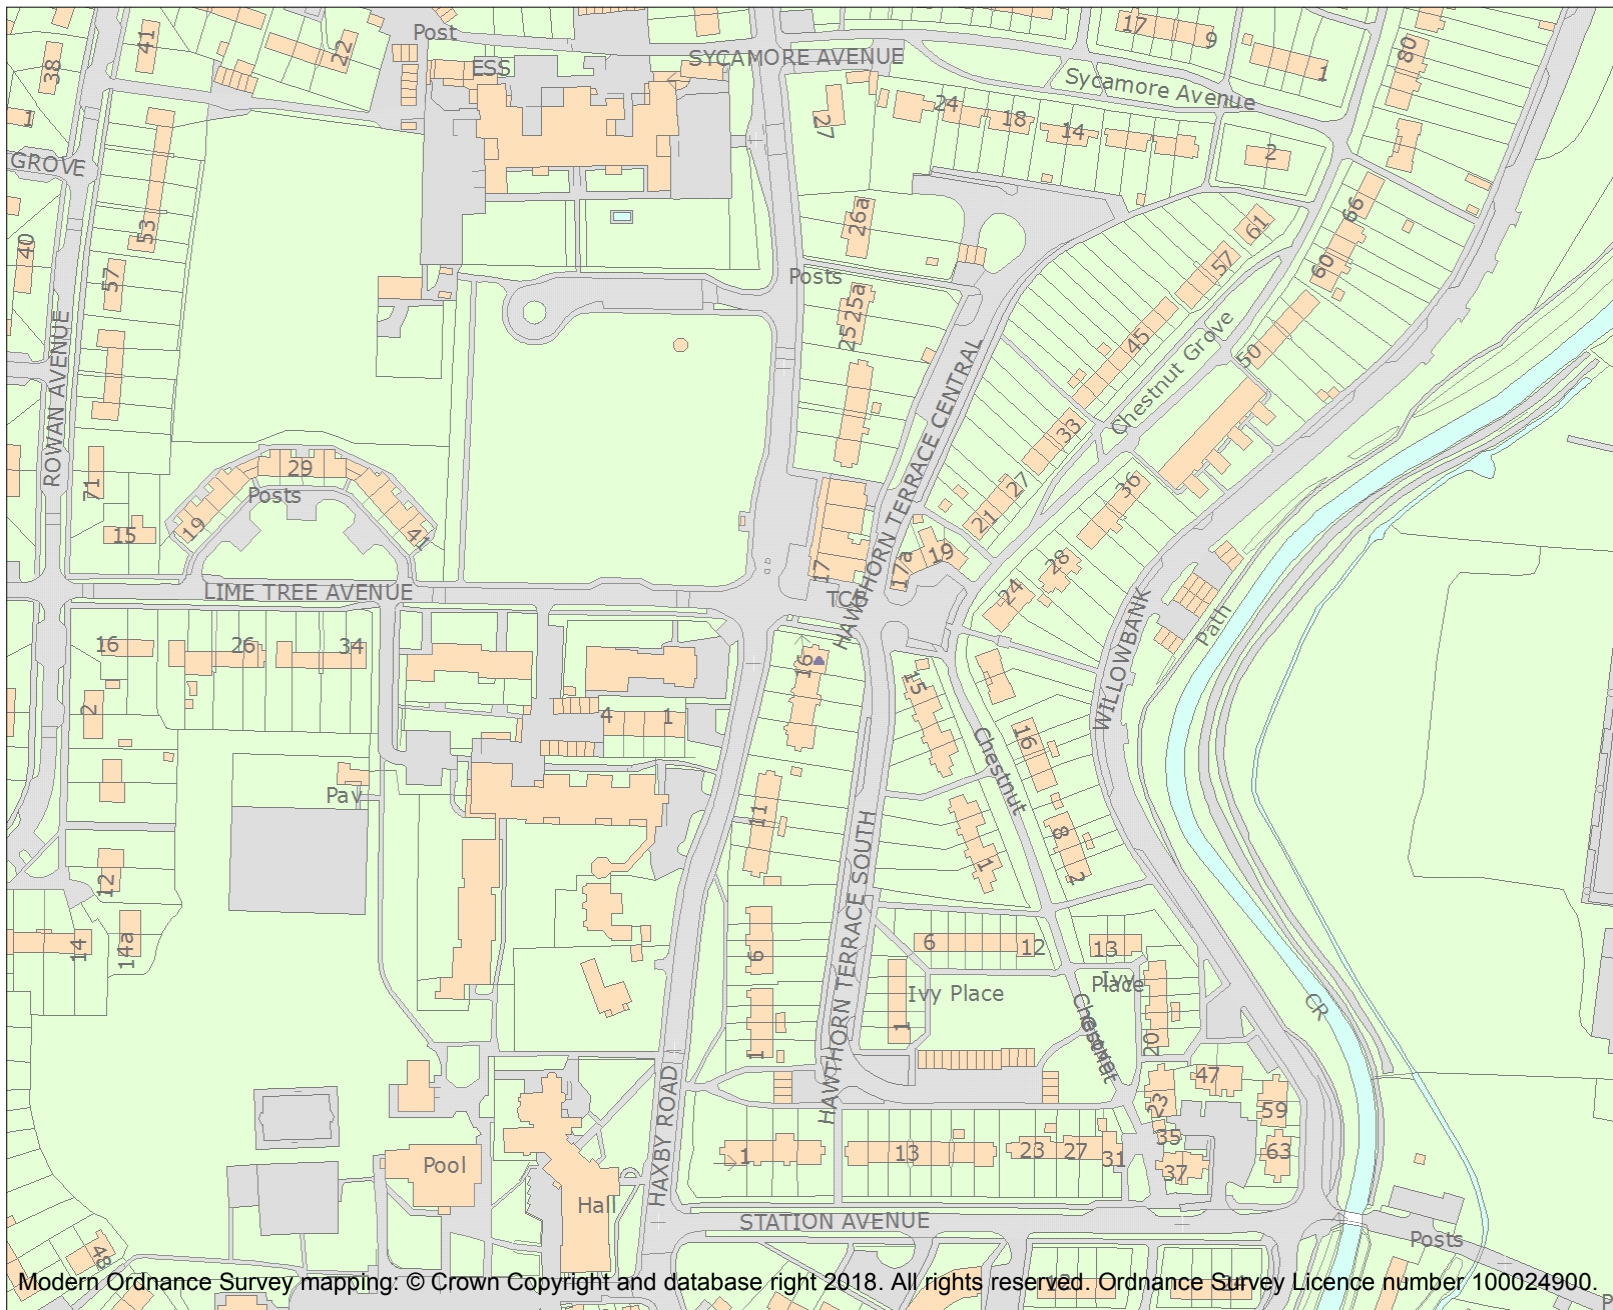 Post
41
22
38
ESS
SYCAMORE AVENUE
17
9
80
1
1
Sycamore Avenue
24
27
18
14
2
GROVE
66
53
40
26a
61
60
57
57
Posts
25a
25
45
50
Chestnut Grove
ROWAN AVENUE
33
HAWTHORN TERRACE CENTRAL
29
Posts
71
27
36
15
19
41
21
19
28
17
17a
24
LIME TREE AVENUE
TCB
Path
16
26
34
16
15
WILLOWBANK
2
4
1
16
Chestnut
Pav
11
8
1
2
12
HAWTHORN TERRACE SOUTH
14
14a
6
6
12
13
Ivy Place
Ivy
Place
Chestnut
Grove
CR
1
1
20
47
23
59
HAXBY ROAD
1
13
23
27
31
35
37
63
Pool
Hall
STATION AVENUE
Posts
48
Modern Ordnance Survey mapping: © Crown Copyright and database right 2018. All rights reserved. Ordnance Survey Licence number 100024900.